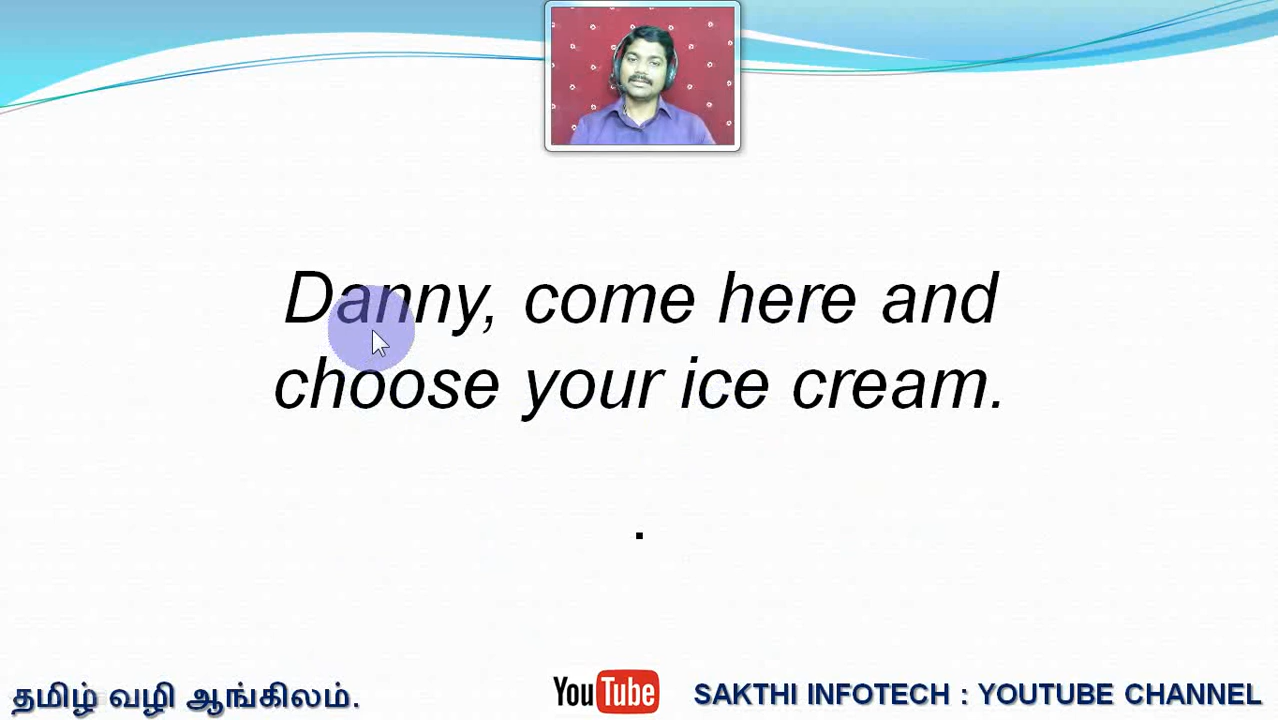 Danny, come here and
choose your ice cream.
.
தமிழ் வழி ஆங்கிலம்.
YouTube
SAKTHI INFOTECH : YOUTUBE CHANNEL